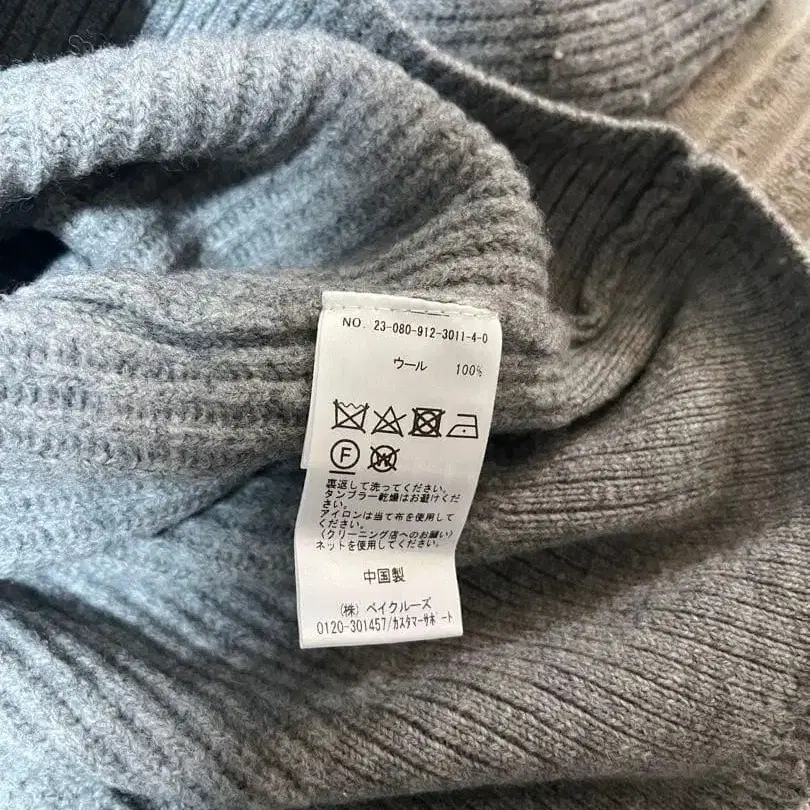 NO. 23-080-912-3011-4-0
ウール 100%
F
W
裏返して洗ってください。
タンブラー乾燥はお避けくだ
さい。
アイロンは当て布を使用して
ください。
〈クリーニング店へのお願い〉
ネットを使用してください。
中国製
(株) ベイクルーズ
0120-301457/カスタマーサポート